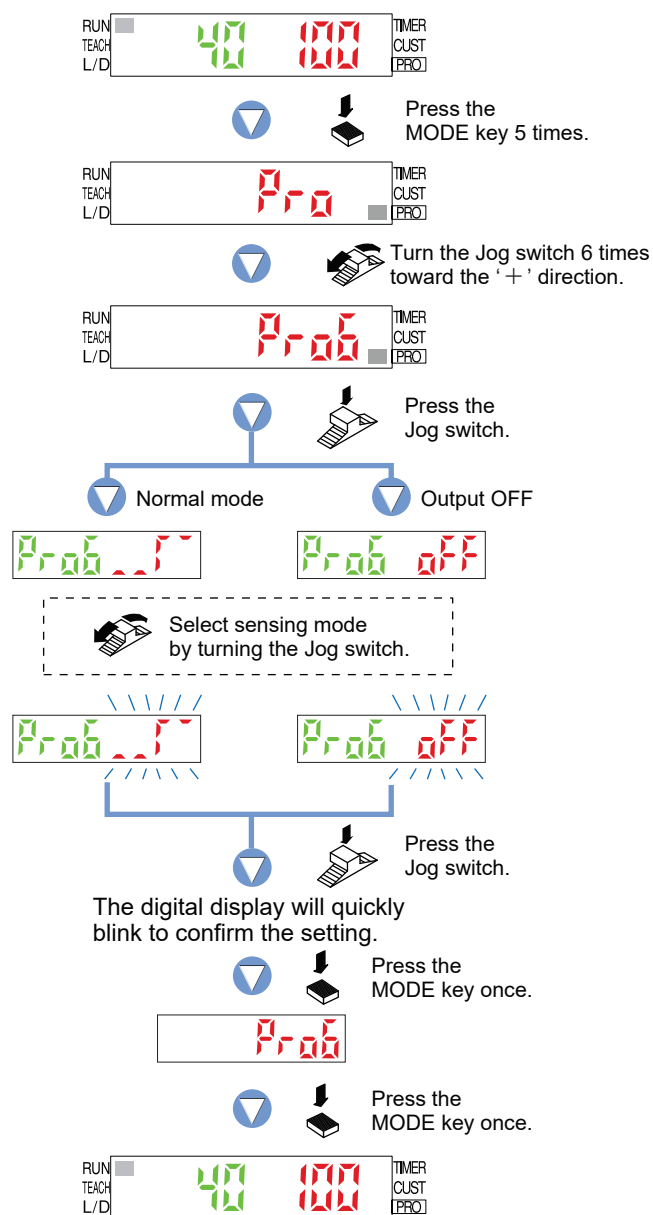 RUN 40 100 TIMER
TEACH CUST
L/D PRO
Press the
MODE key 5 times.
RUN Pro TIMER
TEACH CUST
L/D PRO
Turn the Jog switch 6 times
toward the ‘＋’ direction.
RUN Pro6 TIMER
TEACH CUST
L/D PRO
Press the
Jog switch.
Normal mode Output OFF
Pro6 Pro6 oFF
Select sensing mode
by turning the Jog switch.
Pro6 Pro6 oFF
Press the
Jog switch.
The digital display will quickly
blink to confirm the setting.
Press the
MODE key once.
Pro6
Press the
MODE key once.
RUN 40 100 TIMER
TEACH CUST
L/D PRO